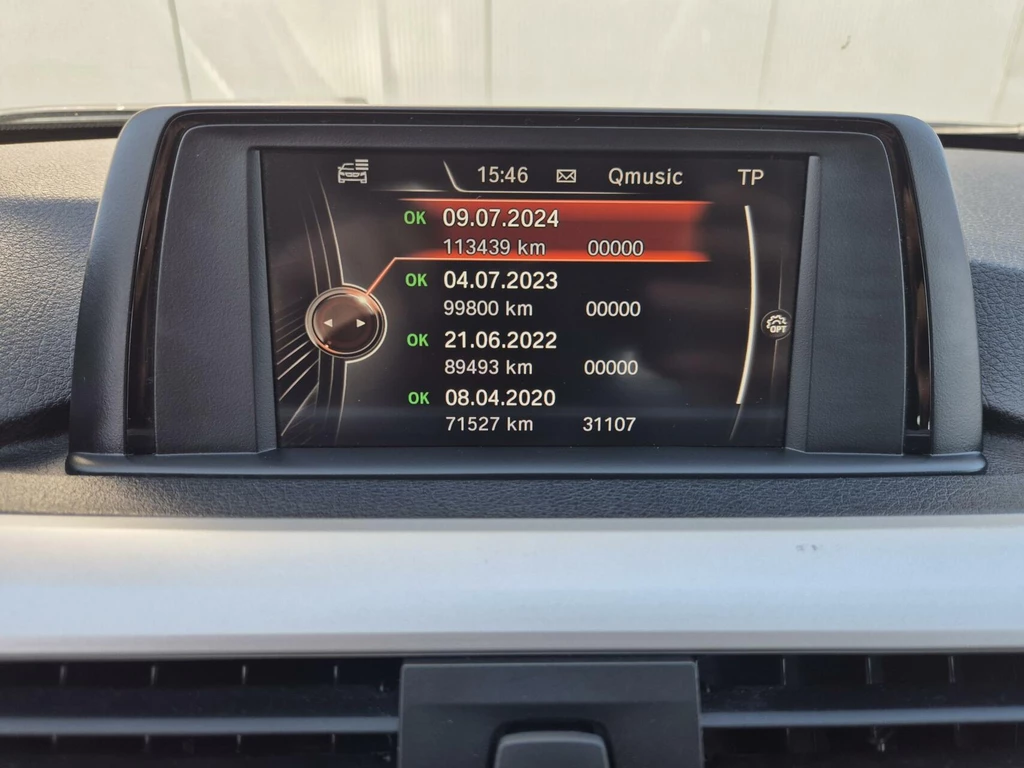 15:46 Qmusic TP
OK 09.07.2024
113439 km 00000
OK 04.07.2023
99800 km 00000
OPT
OK 21.06.2022
89493 km 00000
OK 08.04.2020
71527 km 31107